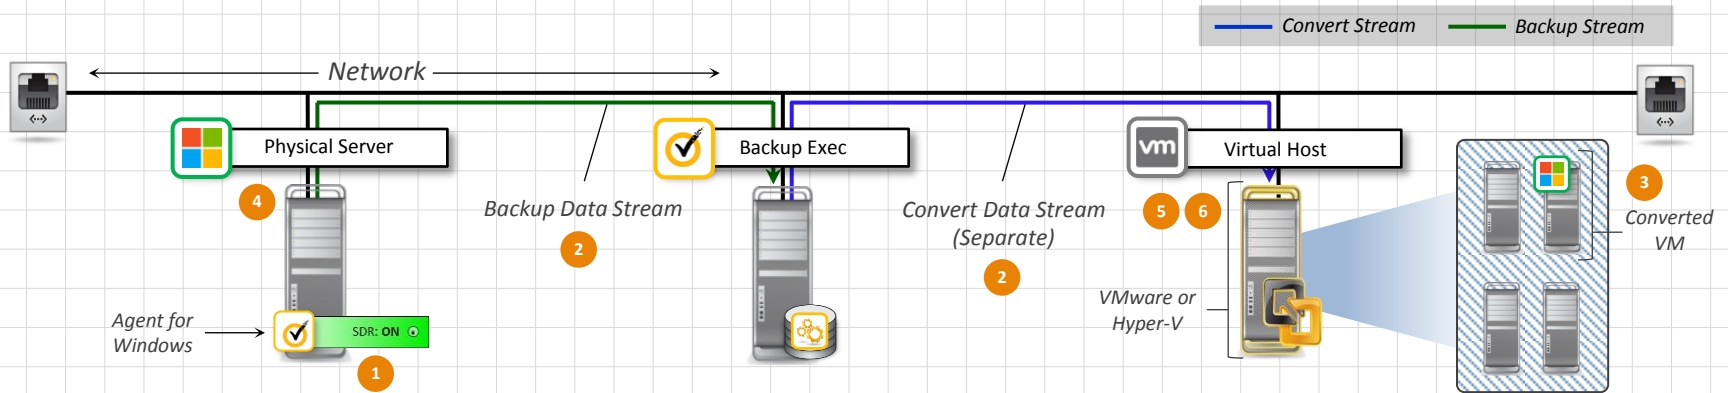 Convert Stream
Backup Stream
Network
Physical Server
Backup Exec
vm
Virtual Host
4
Backup Data Stream
2
Convert Data Stream
(Separate)
2
5
6
3
Converted
VM
VMware or
Hyper-V
Agent for
Windows
SDR: ON
1